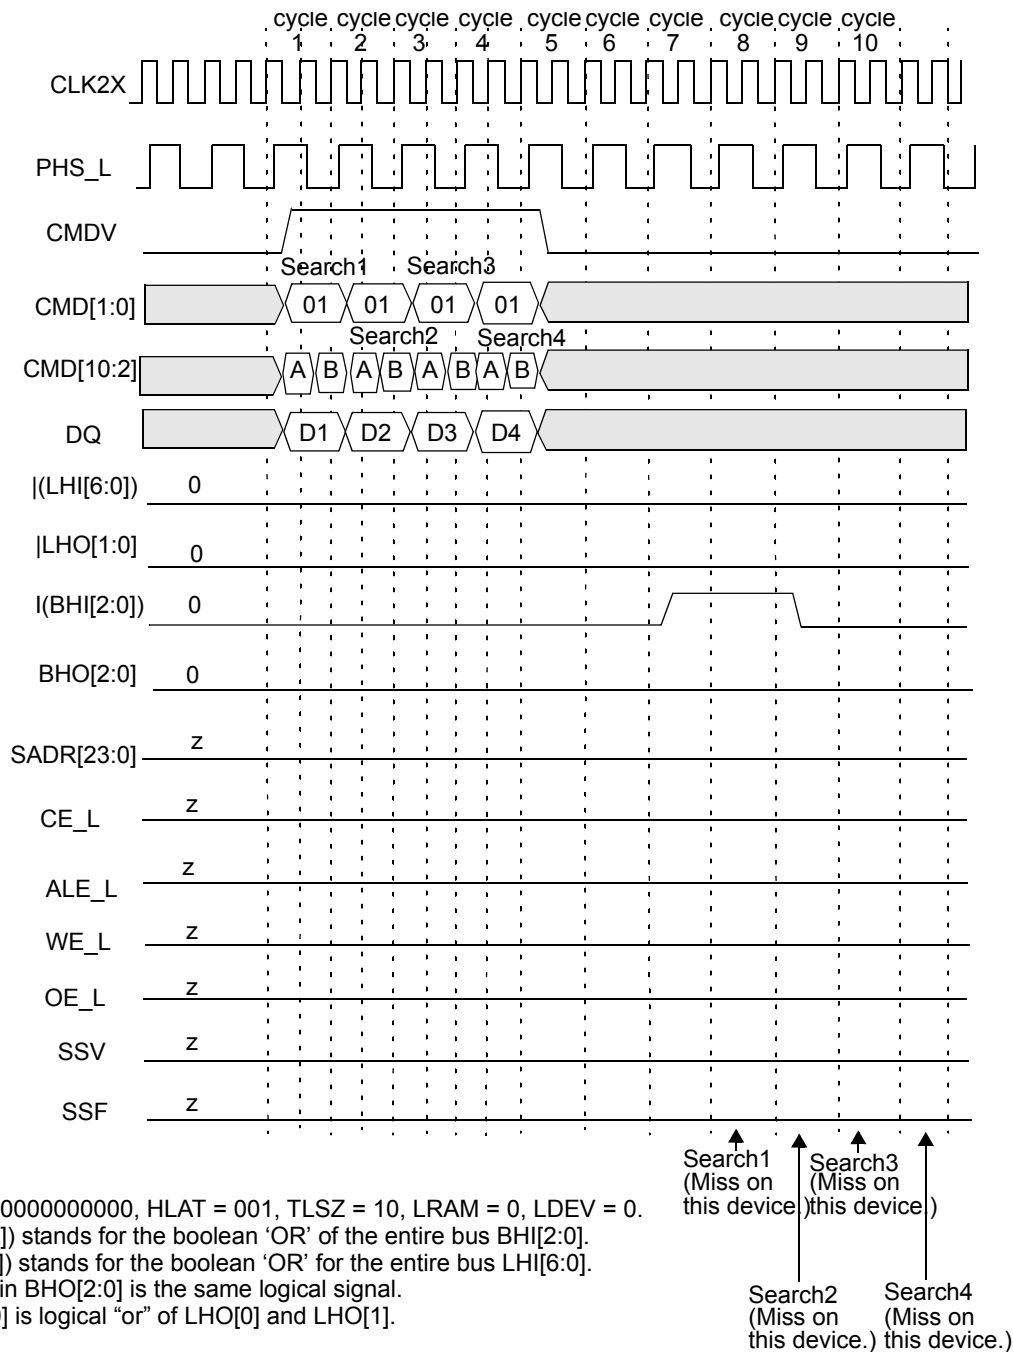 cycle cycle cycle cycle cycle cycle cycle cycle cycle cycle
1 2 3 4 5 6 7 8 9 10
CLK2X
PHS_L
CMDV
Search1 Search3
CMD[1:0] 01 01 01 01
Search2 Search4
CMD[10:2] A B A B A B A B
DQ D1 D2 D3 D4
|(LHI[6:0]) 0
|LHO[1:0] 0
I(BHI[2:0]) 0
BHO[2:0] 0
SADR[23:0] z
CE_L z
ALE_L z
WE_L z
OE_L z
SSV z
SSF z
Search1
(Miss on
this device.)
Search3
(Miss on
this device.)
0000000000, HLAT = 001, TLSZ = 10, LRAM = 0, LDEV = 0.
]) stands for the boolean ‘OR’ of the entire bus BHI[2:0].
]) stands for the boolean ‘OR’ for the entire bus LHI[6:0].
in BHO[2:0] is the same logical signal.
] is logical “or” of LHO[0] and LHO[1].
Search2
(Miss on
this device.)
Search4
(Miss on
this device.)